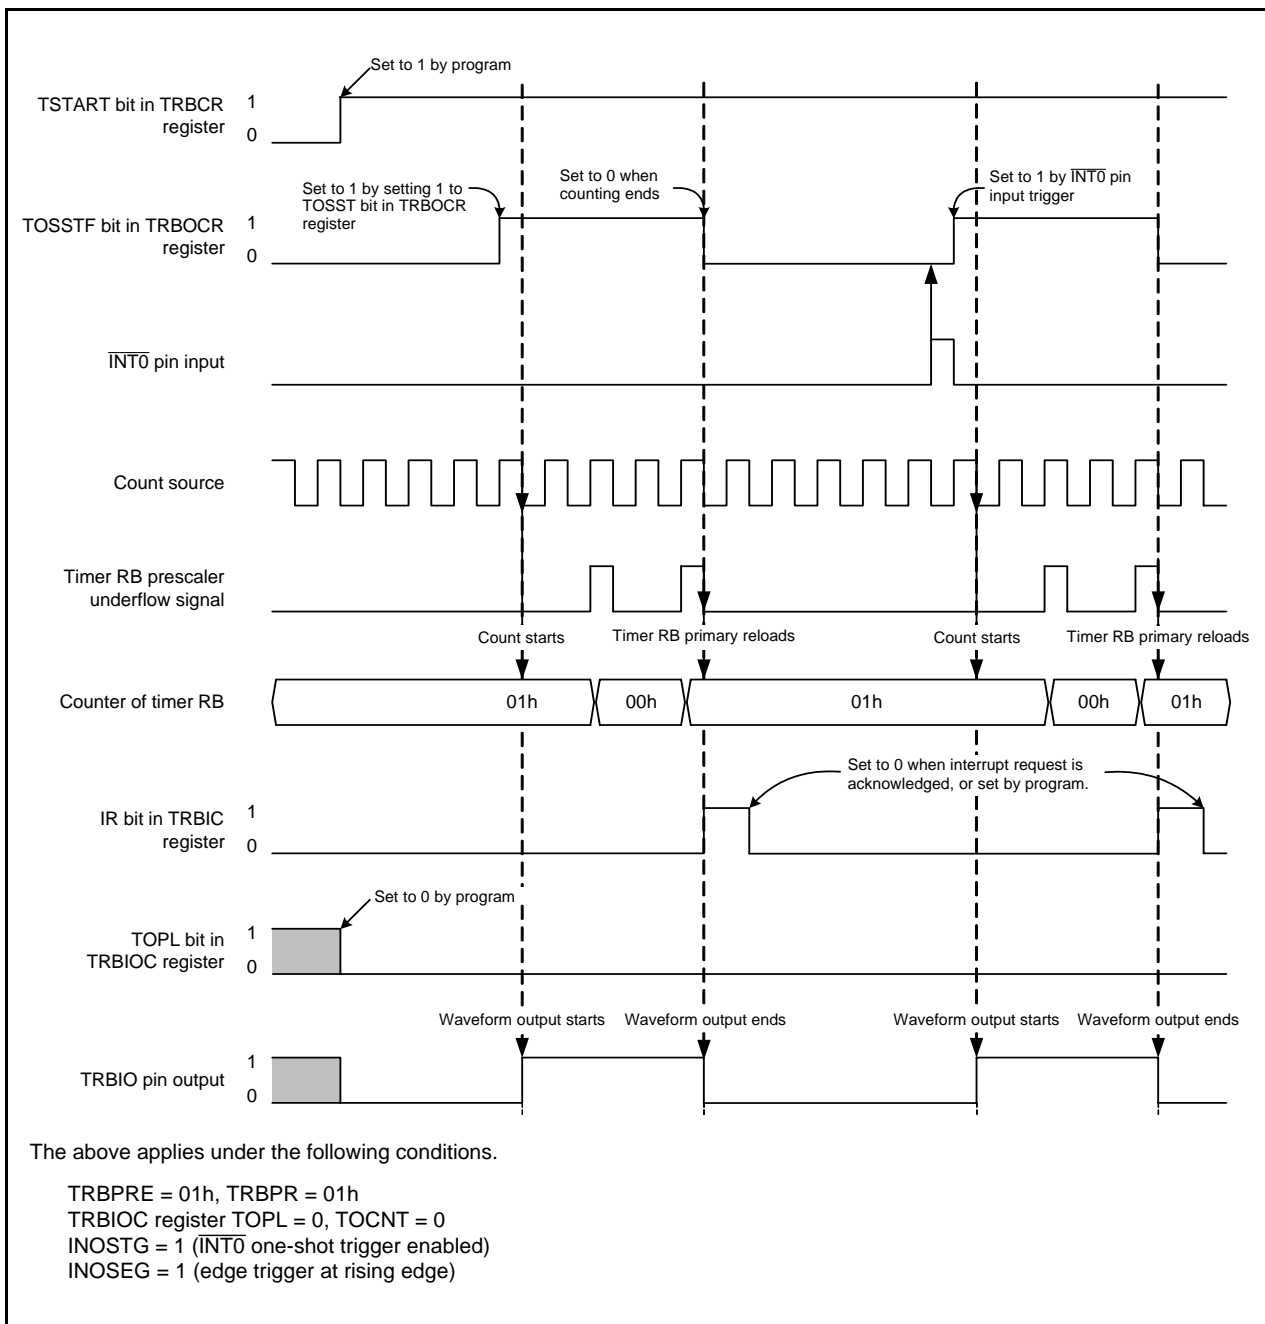 Set to 1 by program
TSTART bit in TRBCR
register
1
0
Set to 1 by setting 1 to
TOSST bit in TRBOCR
register
Set to 0 when
counting ends
Set to 1 by INT0 pin
input trigger
TOSSTF bit in TRBOCR
register
1
0
INT0 pin input
Count source
Timer RB prescaler
underflow signal
Count starts
Timer RB primary reloads
Count starts
Timer RB primary reloads
Counter of timer RB
01h
00h
01h
00h
01h
Set to 0 when interrupt request is
acknowledged, or set by program.
IR bit in TRBIC
register
1
0
Set to 0 by program
TOPL bit in
TRBIOC register
1
0
Waveform output starts
Waveform output ends
Waveform output starts
Waveform output ends
TRBIO pin output
1
0
The above applies under the following conditions.
TRBPRE = 01h, TRBPR = 01h
TRBIOC register TOPL = 0, TOCNT = 0
INOSTG = 1 (INT0 one-shot trigger enabled)
INOSEG = 1 (edge trigger at rising edge)